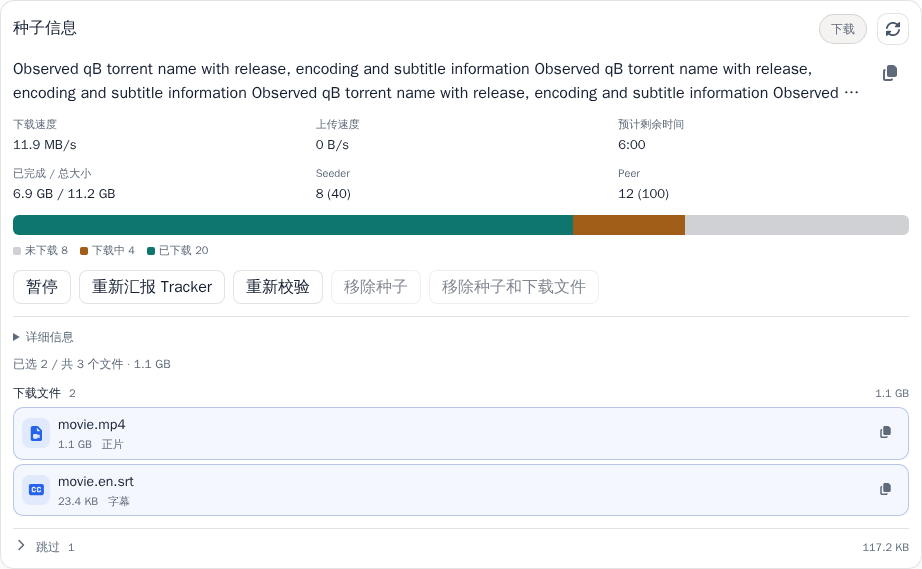 种子信息
下载
Observed qB torrent name with release, encoding and subtitle information Observed qB torrent name with release,
encoding and subtitle information Observed qB torrent name with release, encoding and subtitle information Observed ···
下载速度
上传速度
预计剩余时间
11.9 MB/s
0 B/s
6:00
已完成 / 总大小
Seeder
Peer
6.9 GB / 11.2 GB
8 (40)
12 (100)
未下载 8
下载中 4
已下载 20
暂停
重新汇报 Tracker
重新校验
移除种子
移除种子和下载文件
详细信息
已选 2 / 共 3 个文件 · 1.1 GB
下载文件 2
1.1 GB
movie.mp4
1.1 GB 正片
CC
movie.en.srt
23.4 KB 字幕
跳过 1
117.2 KB